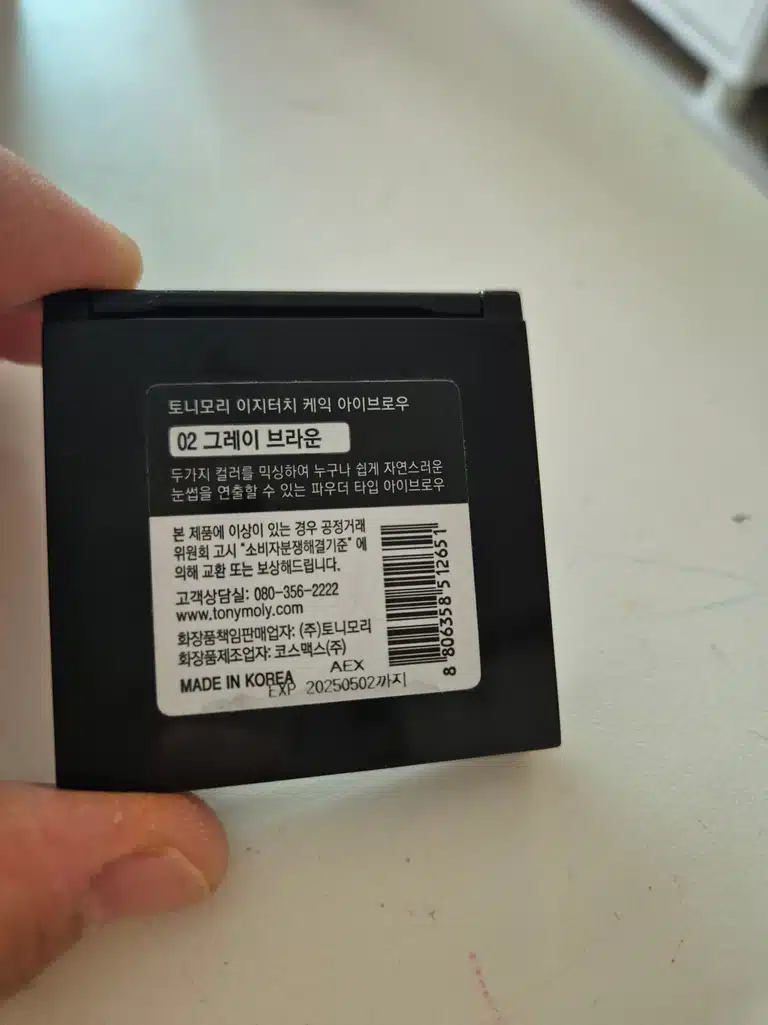 토니모리 이지터치 케익 아이브로우
02 그레이 브라운
두가지 컬러를 믹싱하여 누구나 쉽게 자연스러운
눈썹을 연출할 수 있는 파우더 타입 아이브로우
본 제품에 이상이 있는 경우 공정거래
위원회 고시 "소비자분쟁해결기준" 에
의해 교환 또는 보상해드립니다.
고객상담실: 080-356-2222
www.tonymoly.com
화장품책임판매업자: (주)토니모리
화장품제조업자: 코스맥스(주)
MADE IN KOREA
AEX
EXP 20250502까지
8 806358 512651